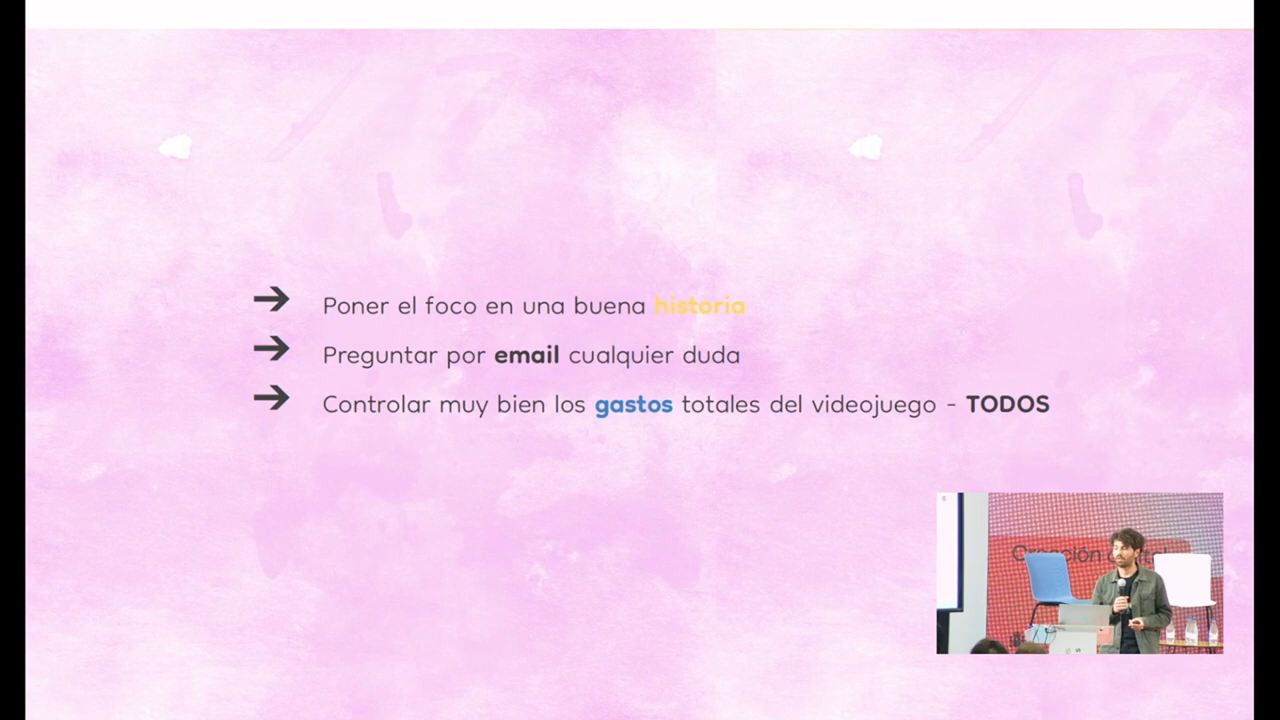 Poner el foco en una buena historia
Preguntar por email cualquier duda
Controlar muy bien los gastos totales del videojuego - TODOS